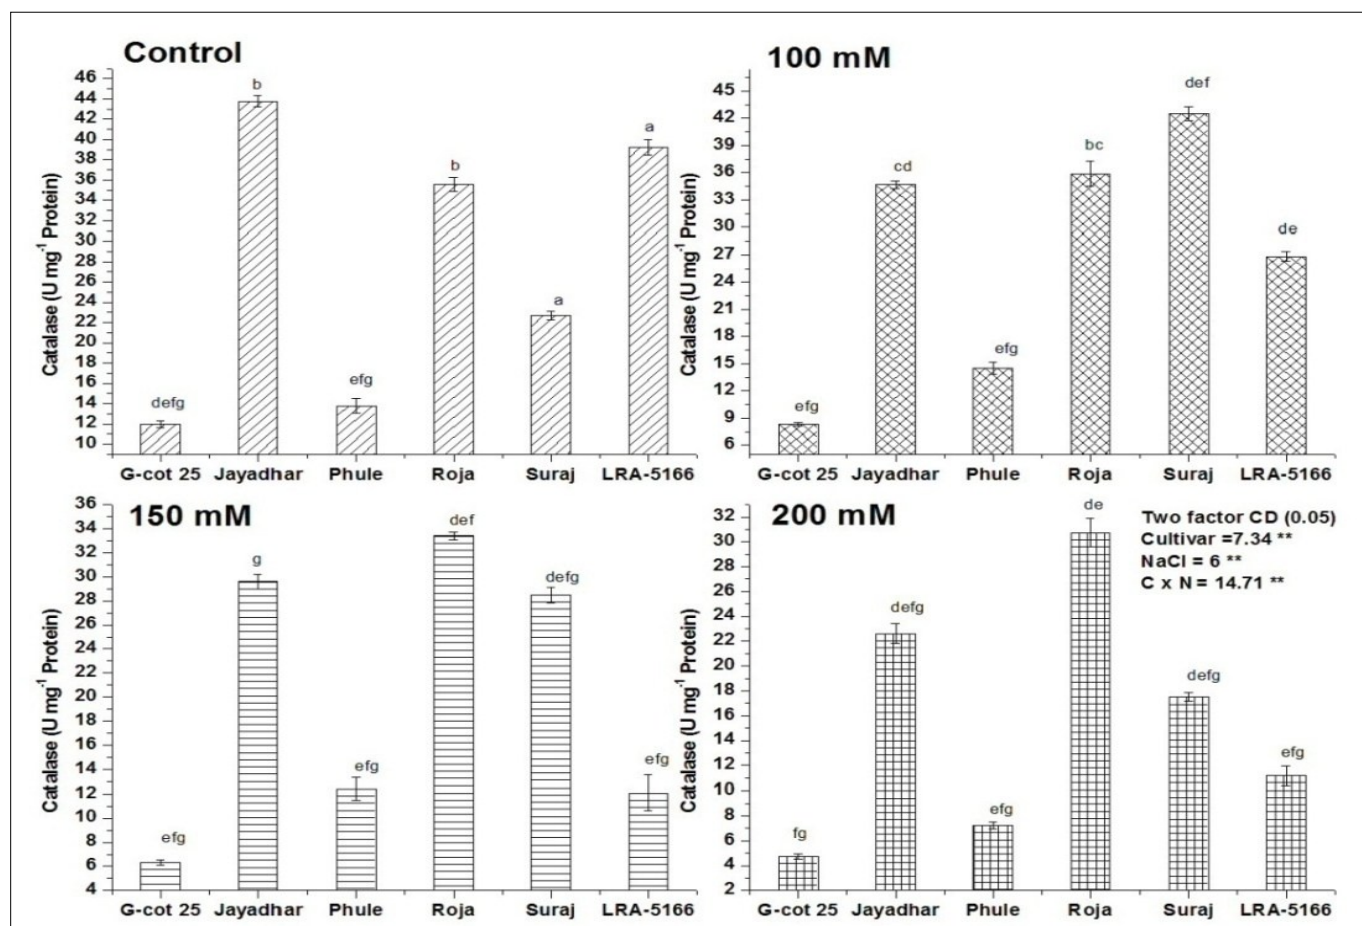 Control
Catalase (U mg-1 Protein)
46
44
42
40
38
36
34
32
30
28
26
24
22
20
18
16
14
12
10
defg
b
efg
b
a
a
G-cot 25 Jayadhar Phule Roja Suraj LRA-5166
100 mM
Catalase (U mg-1 Protein)
45
42
39
36
33
30
27
24
21
18
15
12
9
6
efg
cd
efg
bc
def
de
G-cot 25 Jayadhar Phule Roja Suraj LRA-5166
150 mM
Catalase (U mg-1 Protein)
36
34
32
30
28
26
24
22
20
18
16
14
12
10
8
6
4
efg
g
efg
def
defg
efg
G-cot 25 Jayadhar Phule Roja Suraj LRA-5166
200 mM
Catalase (U mg-1 Protein)
32
30
28
26
24
22
20
18
16
14
12
10
8
6
4
2
fg
defg
efg
de
defg
efg
Two factor CD (0.05)
Cultivar =7.34 **
NaCl = 6 **
C x N = 14.71 **
G-cot 25 Jayadhar Phule Roja Suraj LRA-5166